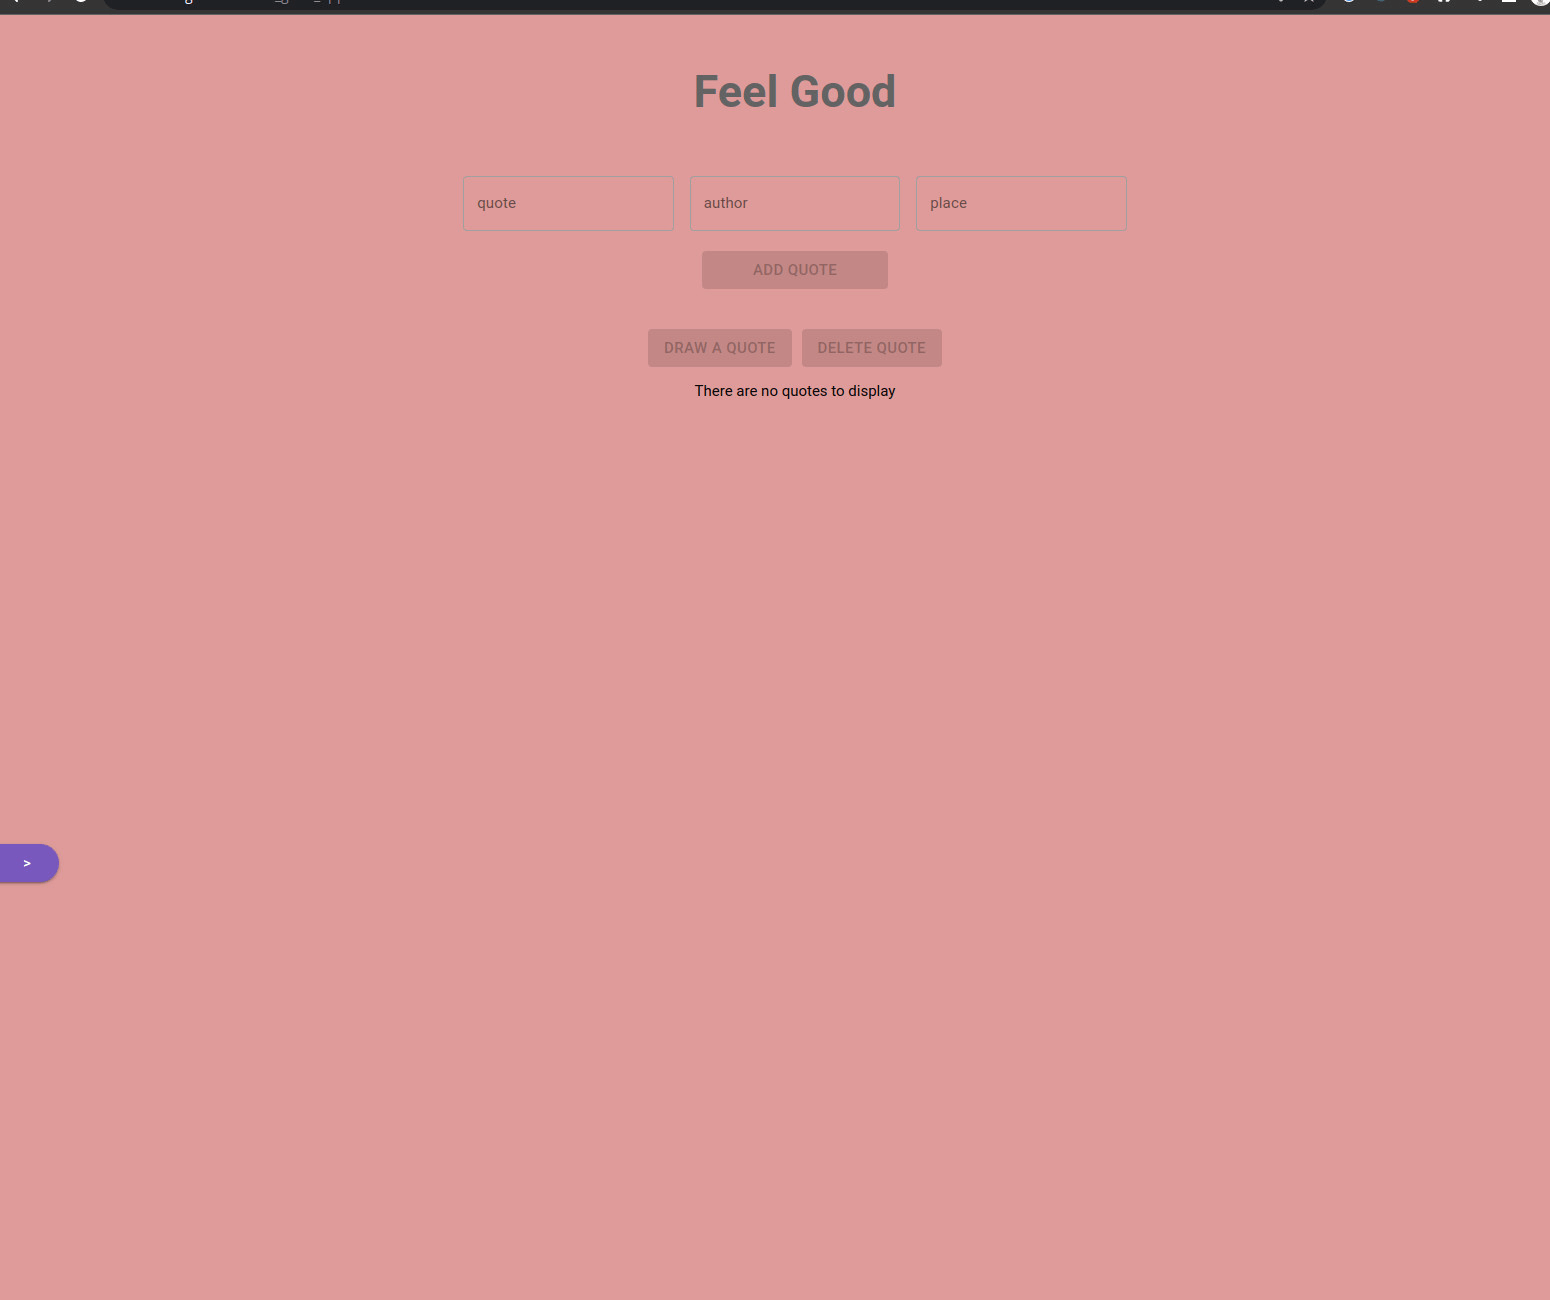 Feel Good
quote
author
place
ADD QUOTE
DRAW A QUOTE
DELETE QUOTE
There are no quotes to display
>